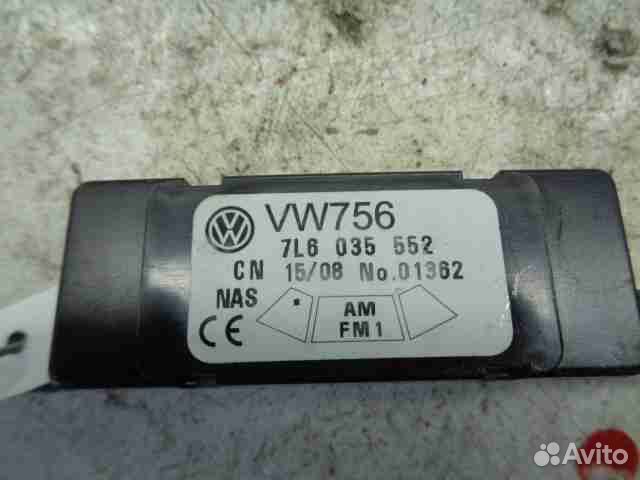 VW756
7L6 035 552
CN 15/08 No.01362
NAS
AM
CE FM1
Avito